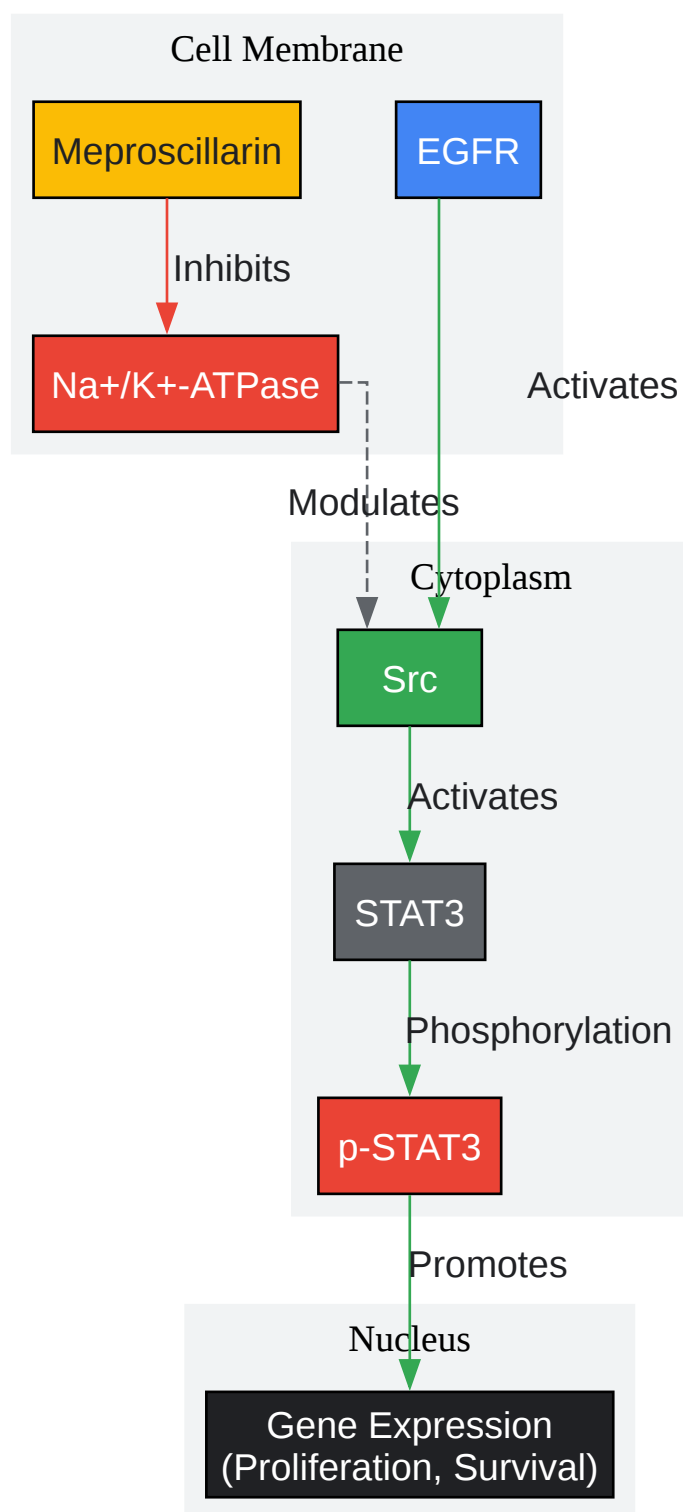 Cell Membrane
Meproscillarin
EGFR
Inhibits
Na+/K+-ATPase
Activates
Modulates
Cytoplasm
Src
Activates
STAT3
Phosphorylation
p-STAT3
Promotes
Nucleus
Gene Expression
(Proliferation, Survival)